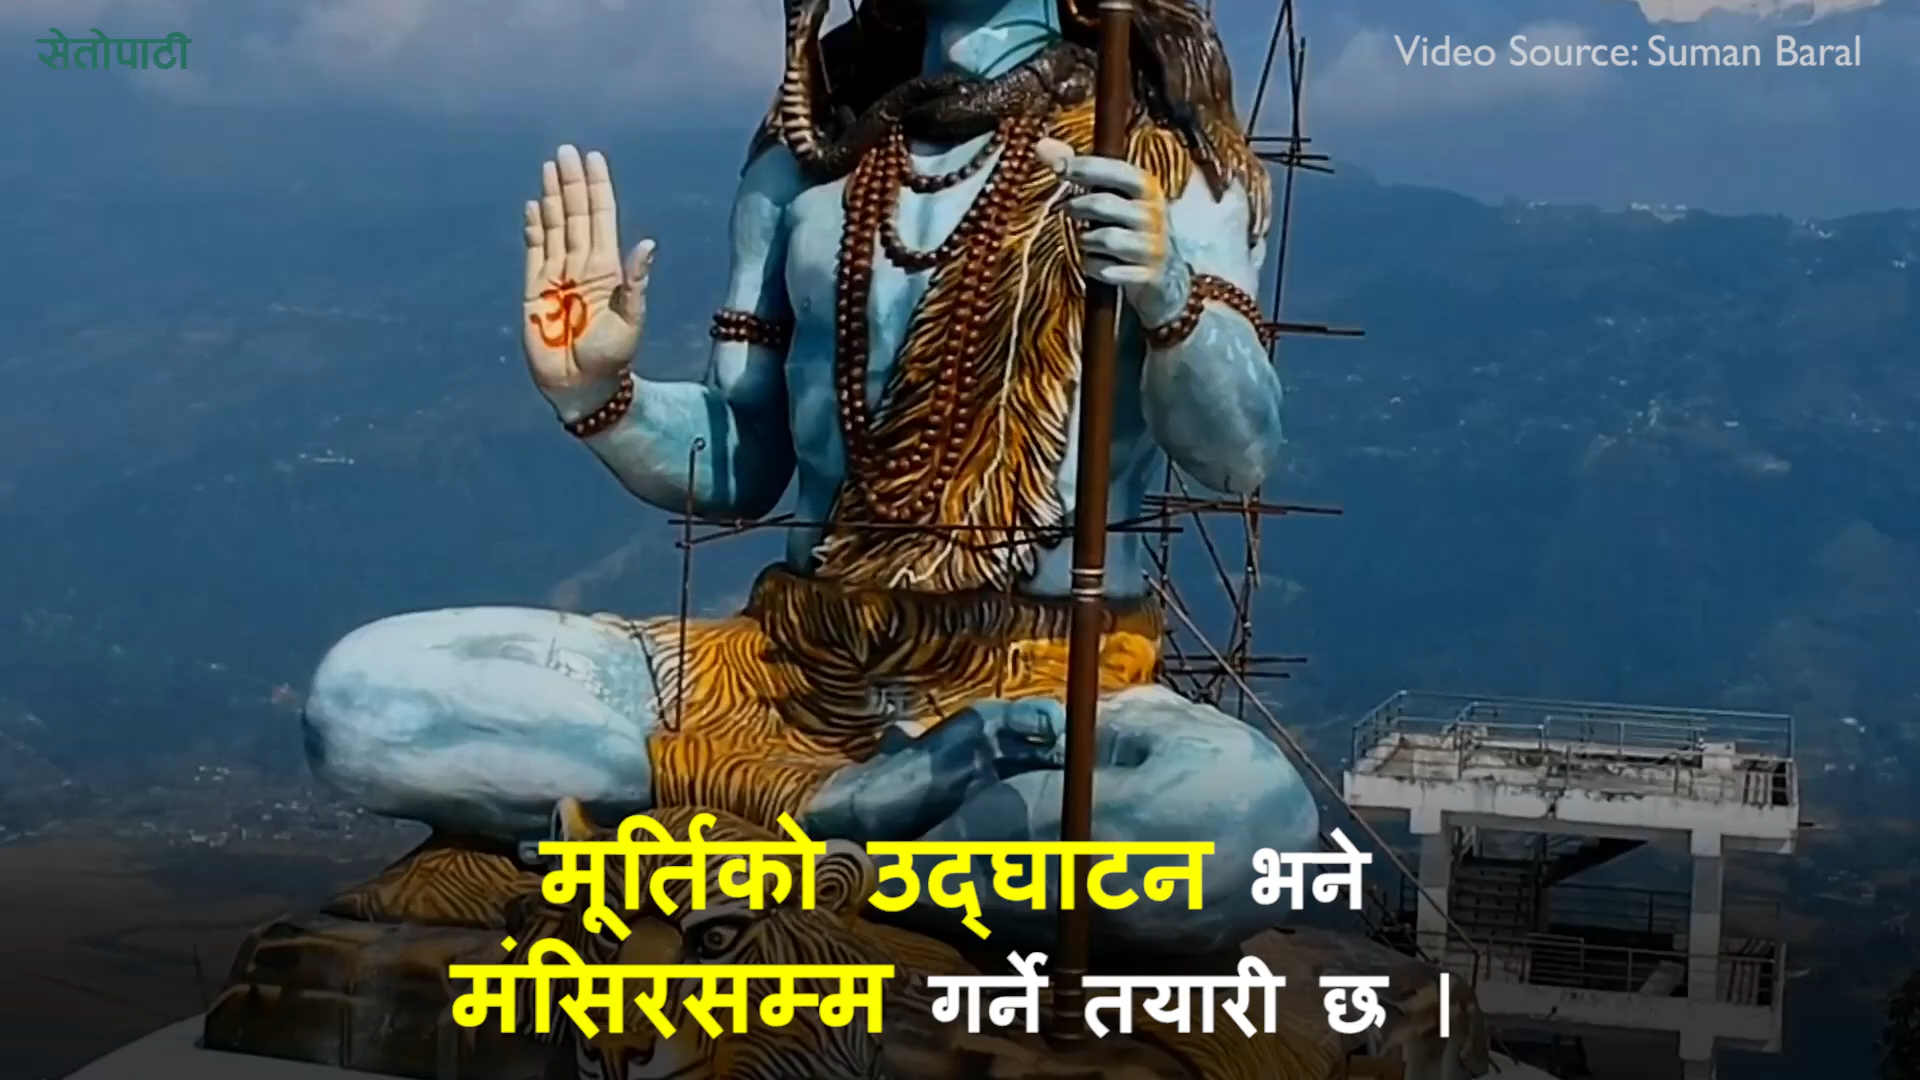 सेतोपाटी
Video Source: Suman Baral
ॐ
मूर्तिको उद्घाटन भने
मंसिरसम्म गर्ने तयारी छ ।